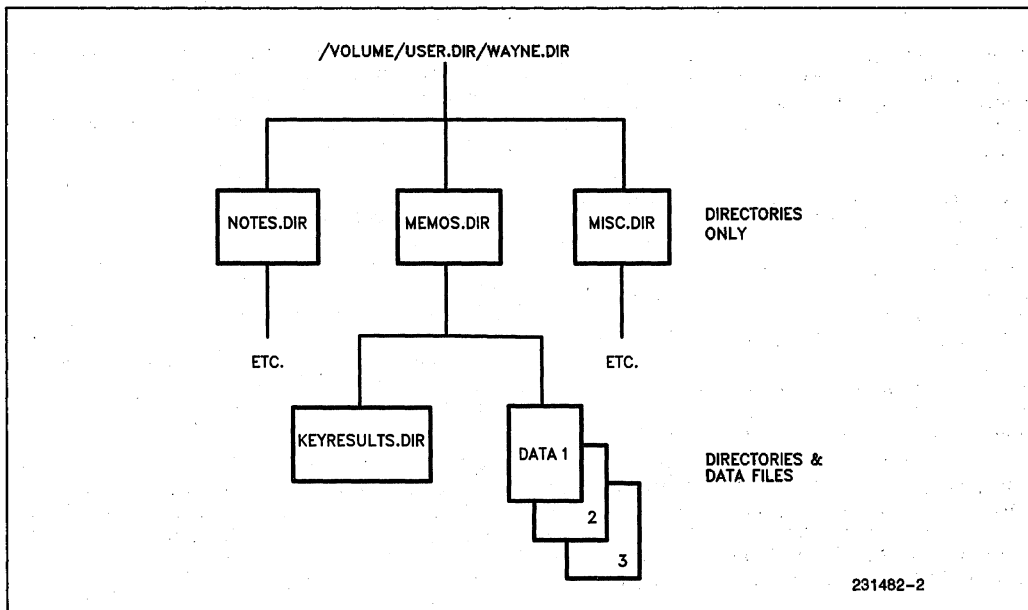 /VOLUME/USER.DIR/WAYNE.DIR
NOTES.DIR
MEMOS.DIR
MISC.DIR
DIRECTORIES
ONLY
ETC.
ETC.
KEYRESULTS.DIR
DATA 1
2
3
DIRECTORIES &
DATA FILES
231482-2